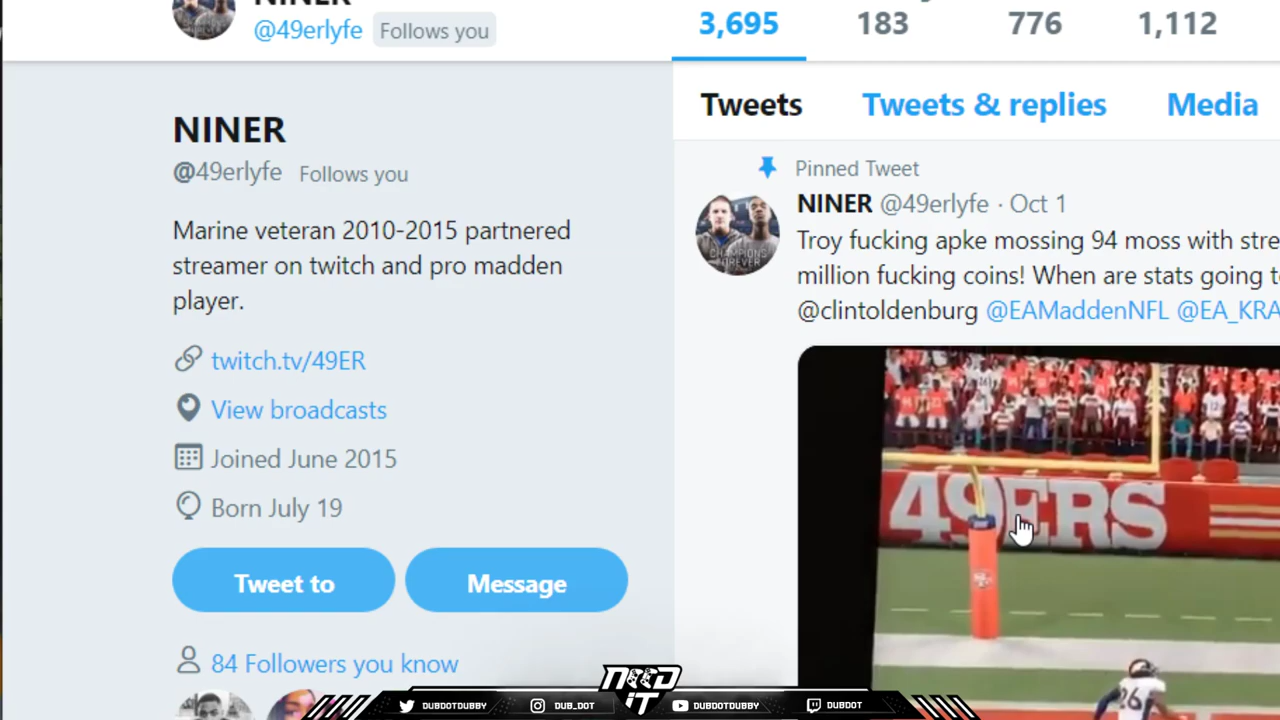 NINER
@49erlyfe Follows you
3,695 183 776 1,112
NINER
@49erlyfe Follows you
Marine veteran 2010-2015 partnered
streamer on twitch and pro madden
player.
twitch.tv/49ER
View broadcasts
Joined June 2015
Born July 19
Tweet to Message
84 Followers you know
Tweets Tweets & replies Media
Pinned Tweet
NINER @49erlyfe · Oct 1
Troy fucking apke mossing 94 moss with stre
million fucking coins! When are stats going to
@clintoldenburg @EAMaddenNFL @EA_KRA
CHAMPIONS
FOREVER
49ERS
26
NEED
IT
DUBDOTDUBBY DUB_DOT DUBDOTDUBBY DUBDOT